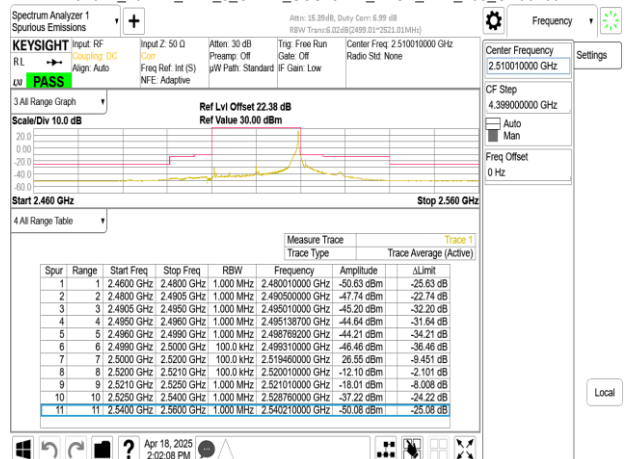 Spectrum Analyzer 1
Spurious Emissions
Attn: 15.39dB, Duty Corr: 6.99 dB
RBW Trans:6.02dB(2499.01~2521.01MHz)
Frequency
KEYSIGHT
RL
PASS
Input: RF
Coupling: DC
Align: Auto
Input Z: 50 Ω
Corr
Freq Ref: Int (S)
NFE: Adaptive
Atten: 30 dB
Preamp: Off
µW Path: Standard
Trig: Free Run
Gate: Off
IF Gain: Low
Center Freq: 2.510010000 GHz
Radio Std: None
Center Frequency
2.510010000 GHz
Settings
CF Step
4.399000000 GHz
Auto
Man
Freq Offset
0 Hz
3 All Range Graph
Scale/Div 10.0 dB
Ref Lvl Offset 22.38 dB
Ref Value 30.00 dBm
20.0
0.00
-20.0
-40.0
-60.0
Start 2.460 GHz
Stop 2.560 GHz
4 All Range Table
Measure Trace Trace 1
Trace Type Trace Average (Active)
Spur Range Start Freq Stop Freq RBW Frequency Amplitude ΔLimit
1 1 2.4600 GHz 2.4800 GHz 1.000 MHz 2.480010000 GHz -50.63 dBm -25.63 dB
2 2 2.4800 GHz 2.4905 GHz 1.000 MHz 2.490500000 GHz -47.74 dBm -22.74 dB
3 3 2.4905 GHz 2.4950 GHz 1.000 MHz 2.495010000 GHz -45.20 dBm -32.20 dB
4 4 2.4950 GHz 2.4960 GHz 1.000 MHz 2.495138700 GHz -44.64 dBm -31.64 dB
5 5 2.4960 GHz 2.4990 GHz 1.000 MHz 2.498769200 GHz -44.21 dBm -34.21 dB
6 6 2.4990 GHz 2.5000 GHz 100.0 kHz 2.499310000 GHz -46.46 dBm -36.46 dB
7 7 2.5000 GHz 2.5200 GHz 100.0 kHz 2.519460000 GHz 26.55 dBm -9.451 dB
8 8 2.5200 GHz 2.5210 GHz 100.0 kHz 2.520010000 GHz -12.10 dBm -2.101 dB
9 9 2.5210 GHz 2.5250 GHz 1.000 MHz 2.521010000 GHz -18.01 dBm -8.008 dB
10 10 2.5250 GHz 2.5400 GHz 1.000 MHz 2.528760000 GHz -37.22 dBm -24.22 dB
11 11 2.5400 GHz 2.5600 GHz 1.000 MHz 2.540210000 GHz -50.08 dBm -25.08 dB
Local
?
Apr 18, 2025
2:02:08 PM